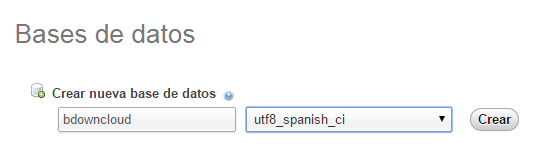 Bases de datos
Crear nueva base de datos
bdowncloud utf8_spanish_ci Crear